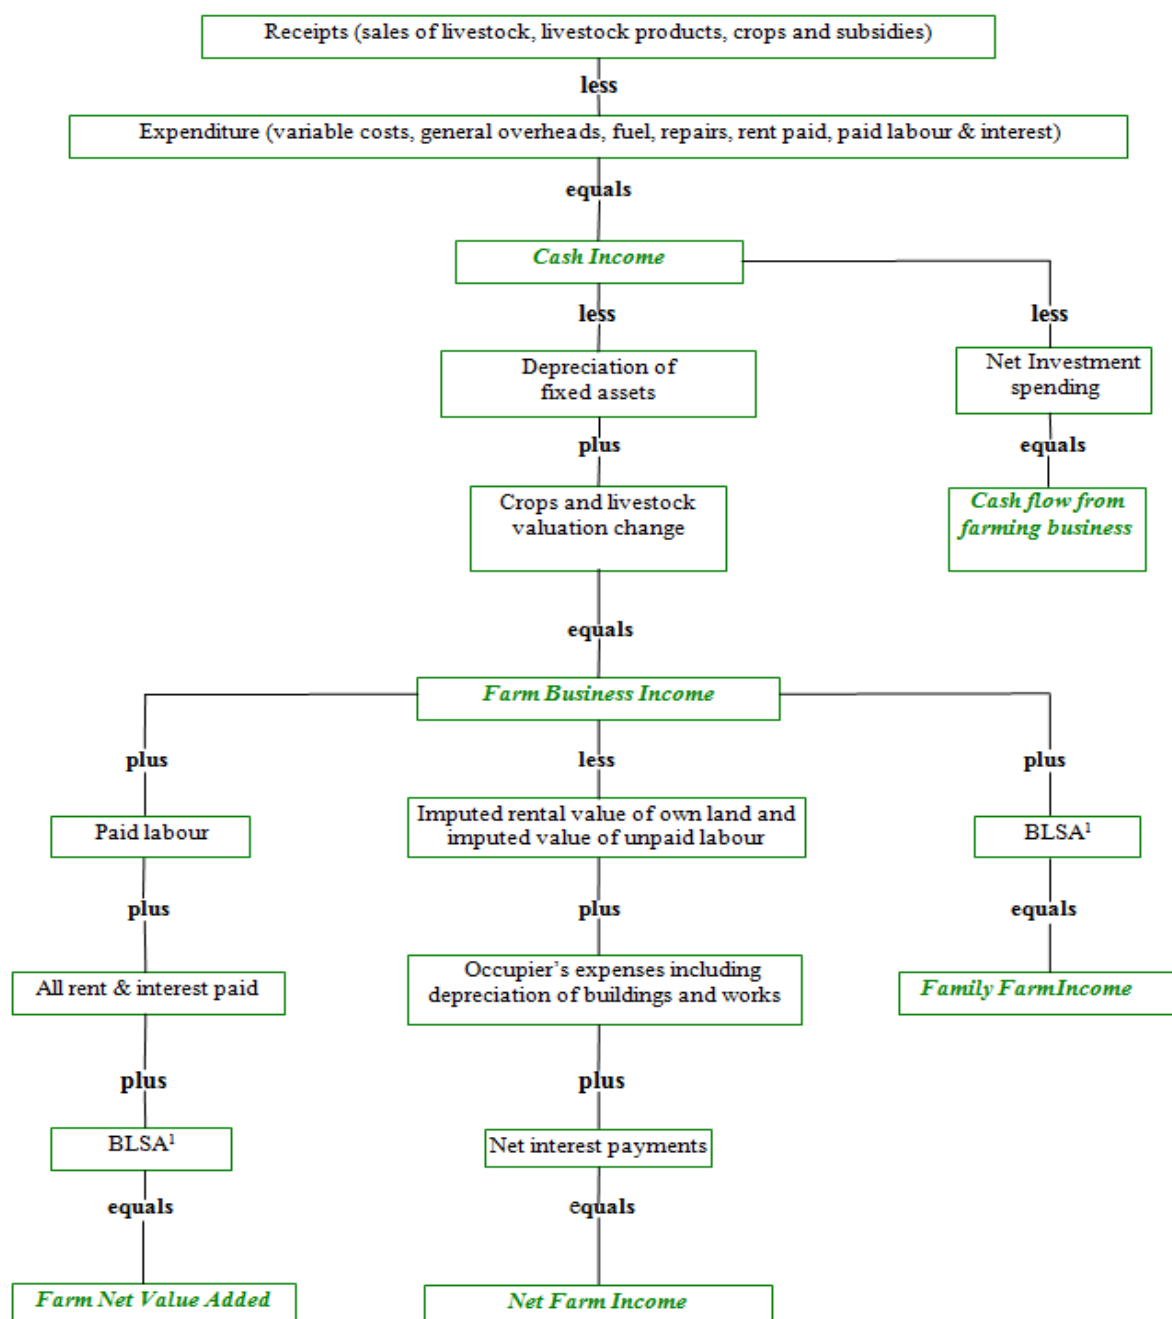 Receipts (sales of livestock, livestock products, crops and subsidies)
less
Expenditure (variable costs, general overheads, fuel, repairs, rent paid, paid labour & interest)
equals
Cash Income
less
less
Depreciation of
fixed assets
Net Investment
spending
plus
equals
Crops and livestock
valuation change
Cash flow from
farming business
equals
Farm Business Income
plus
less
plus
Paid labour
Imputed rental value of own land and
imputed value of unpaid labour
BLSA¹
plus
plus
equals
All rent & interest paid
Occupier's expenses including
depreciation of buildings and works
Family FarmIncome
plus
plus
BLSA¹
Net interest payments
equals
equals
Farm Net Value Added
Net Farm Income